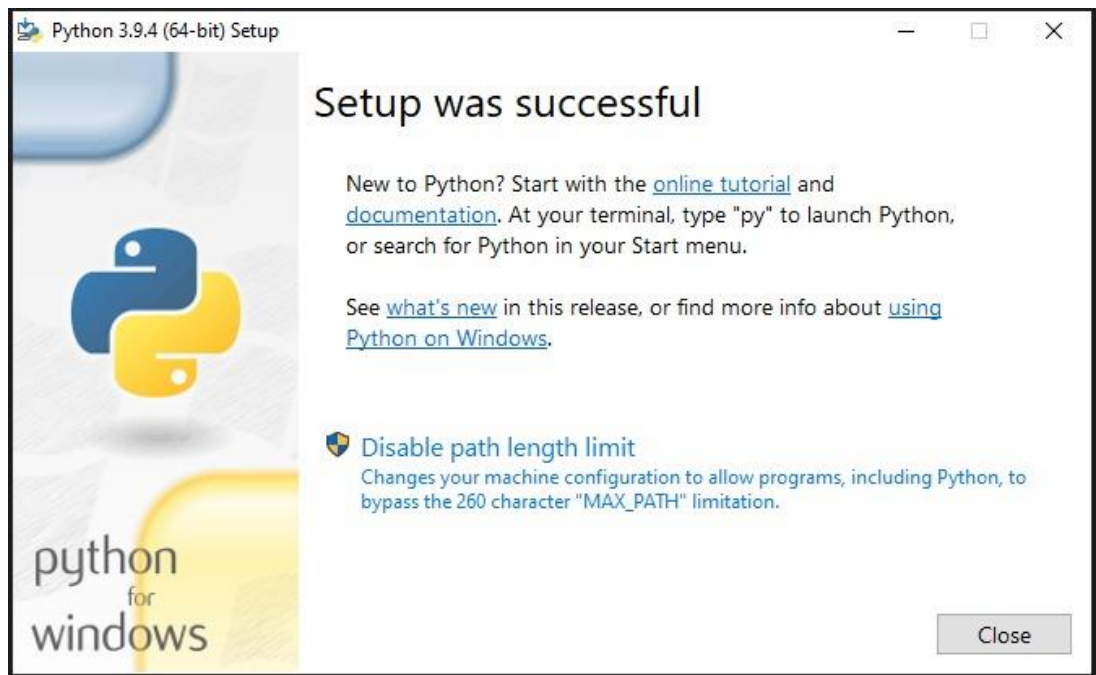 Python 3.9.4 (64-bit) Setup
Setup was successful
New to Python? Start with the online tutorial and
documentation. At your terminal, type "py" to launch Python,
or search for Python in your Start menu.
See what's new in this release, or find more info about using
Python on Windows.
Disable path length limit
Changes your machine configuration to allow programs, including Python, to
bypass the 260 character "MAX_PATH" limitation.
python
for
windows
Close